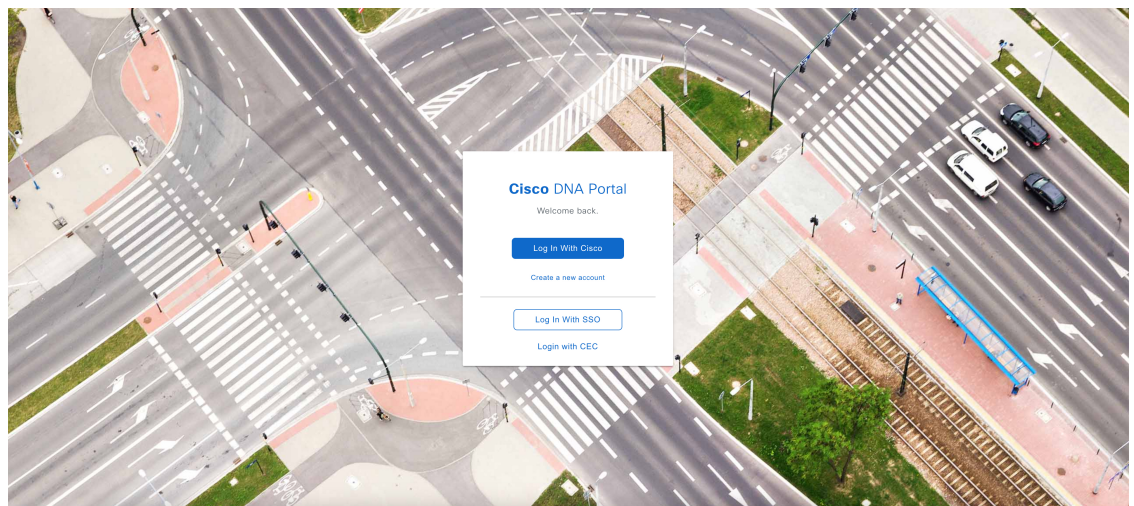 Cisco DNA Portal
Welcome back.
Log In With Cisco
Create a new account
Log In With SSO
Login with CEC